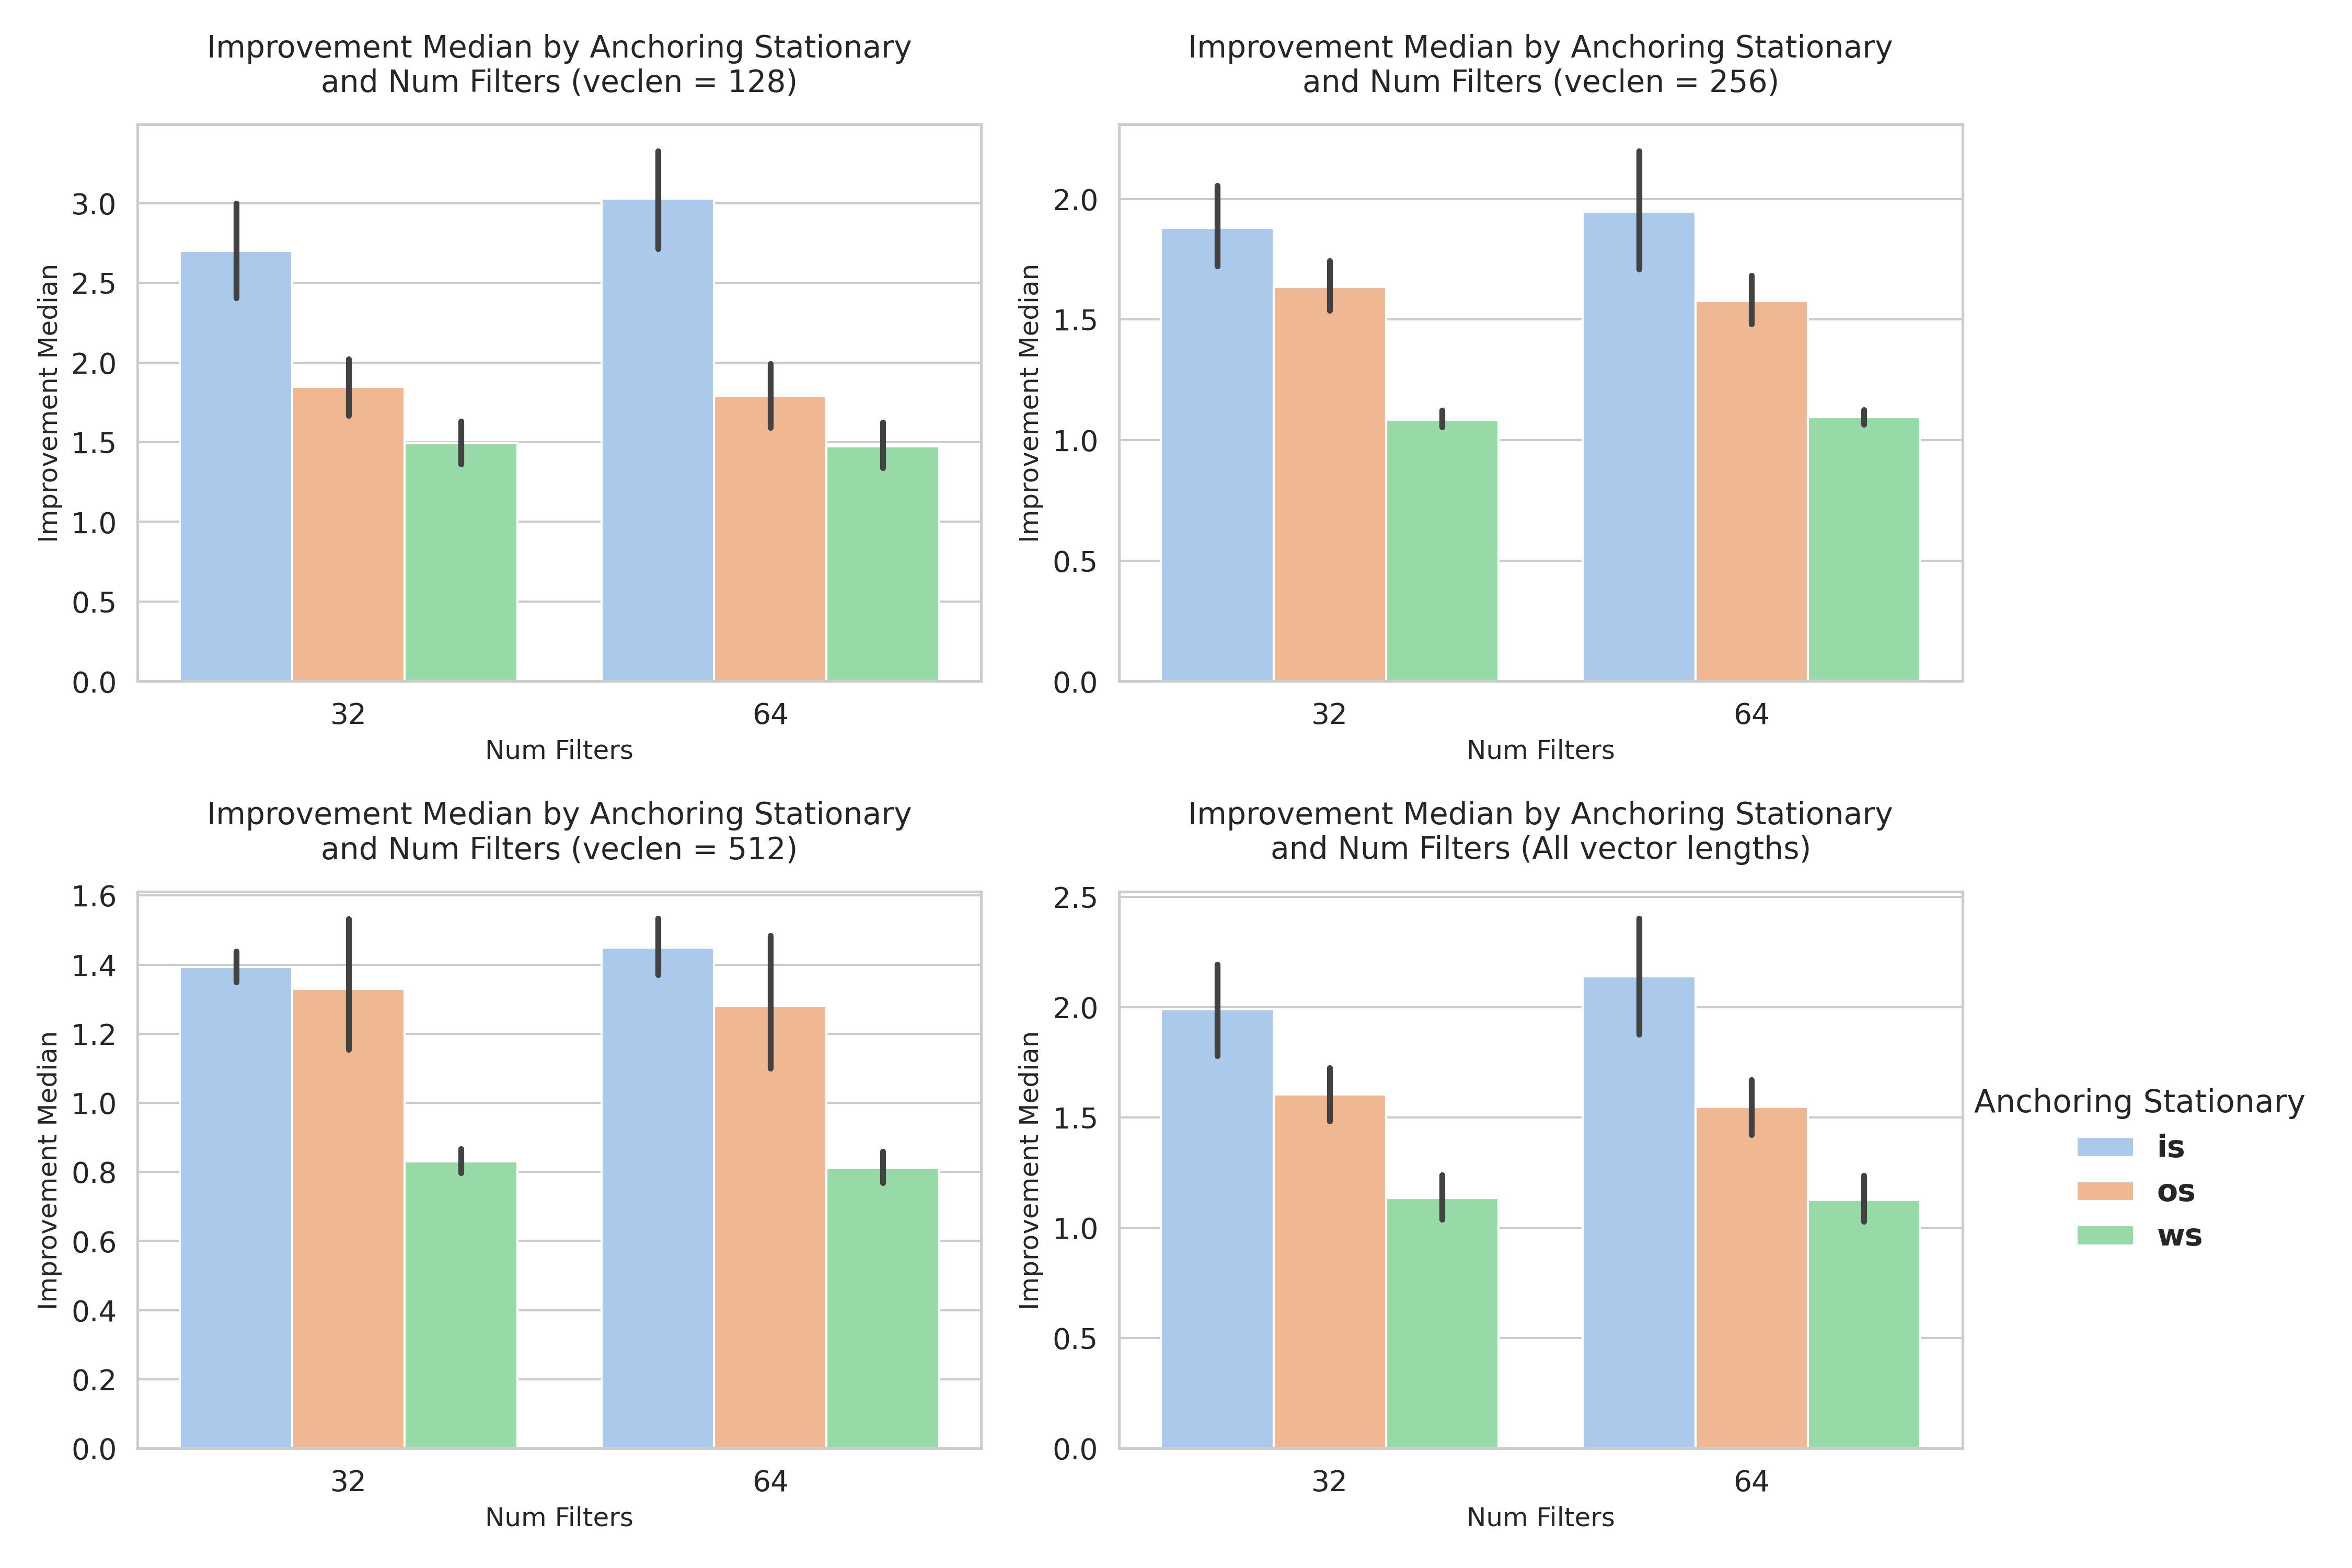 Improvement Median by Anchoring Stationary
and Num Filters (veclen = 128)
Improvement Median
3.0
2.5
2.0
1.5
1.0
0.5
0.0
32
64
Num Filters
Improvement Median by Anchoring Stationary
and Num Filters (veclen = 256)
Improvement Median
2.0
1.5
1.0
0.5
0.0
32
64
Num Filters
Improvement Median by Anchoring Stationary
and Num Filters (veclen = 512)
Improvement Median
1.6
1.4
1.2
1.0
0.8
0.6
0.4
0.2
0.0
32
64
Num Filters
Improvement Median by Anchoring Stationary
and Num Filters (All vector lengths)
Improvement Median
2.5
2.0
1.5
1.0
0.5
0.0
32
64
Num Filters
Anchoring Stationary
is
os
ws